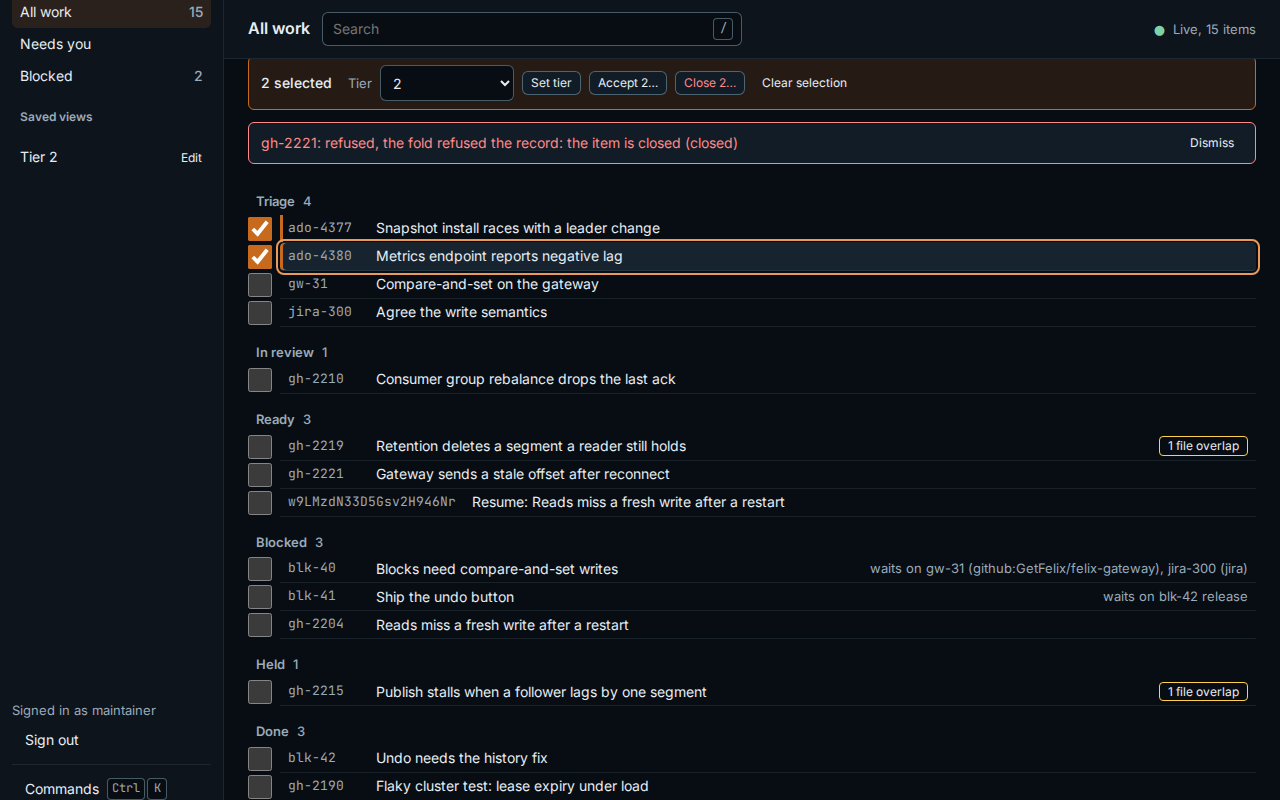 All work 15
Needs you
Blocked 2
Saved views
Tier 2 Edit
Signed in as maintainer
Sign out
Commands Ctrl K
All work Search / Live, 15 items
2 selected Tier 2 Set tier Accept 2... Close 2... Clear selection
gh-2221: refused, the fold refused the record: the item is closed (closed) Dismiss
Triage 4
ado-4377 Snapshot install races with a leader change
ado-4380 Metrics endpoint reports negative lag
gw-31 Compare-and-set on the gateway
jira-300 Agree the write semantics
In review 1
gh-2210 Consumer group rebalance drops the last ack
Ready 3
gh-2219 Retention deletes a segment a reader still holds 1 file overlap
gh-2221 Gateway sends a stale offset after reconnect
w9LMzdN33D5Gsv2H946Nr Resume: Reads miss a fresh write after a restart
Blocked 3
blk-40 Blocks need compare-and-set writes waits on gw-31 (github:GetFelix/felix-gateway), jira-300 (jira)
blk-41 Ship the undo button waits on blk-42 release
gh-2204 Reads miss a fresh write after a restart
Held 1
gh-2215 Publish stalls when a follower lags by one segment 1 file overlap
Done 3
blk-42 Undo needs the history fix
gh-2190 Flaky cluster test: lease expiry under load